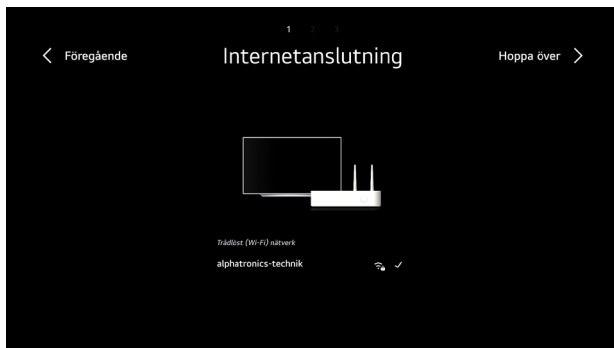 1 2 3
Föregående
Internetanslutning
Hoppa över
Trådlöst (Wi-Fi) nätverk
alphatronics-technik